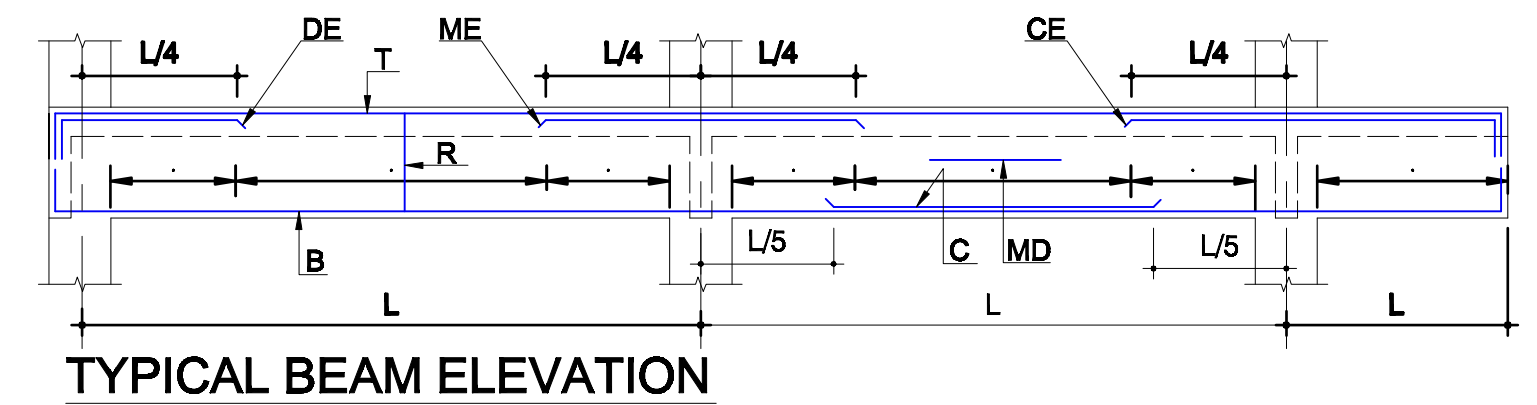 DE ME CE
L/4 T L/4 L/4 L/4
R
L/5 L/5
B C MD
L L L
TYPICAL BEAM ELEVATION